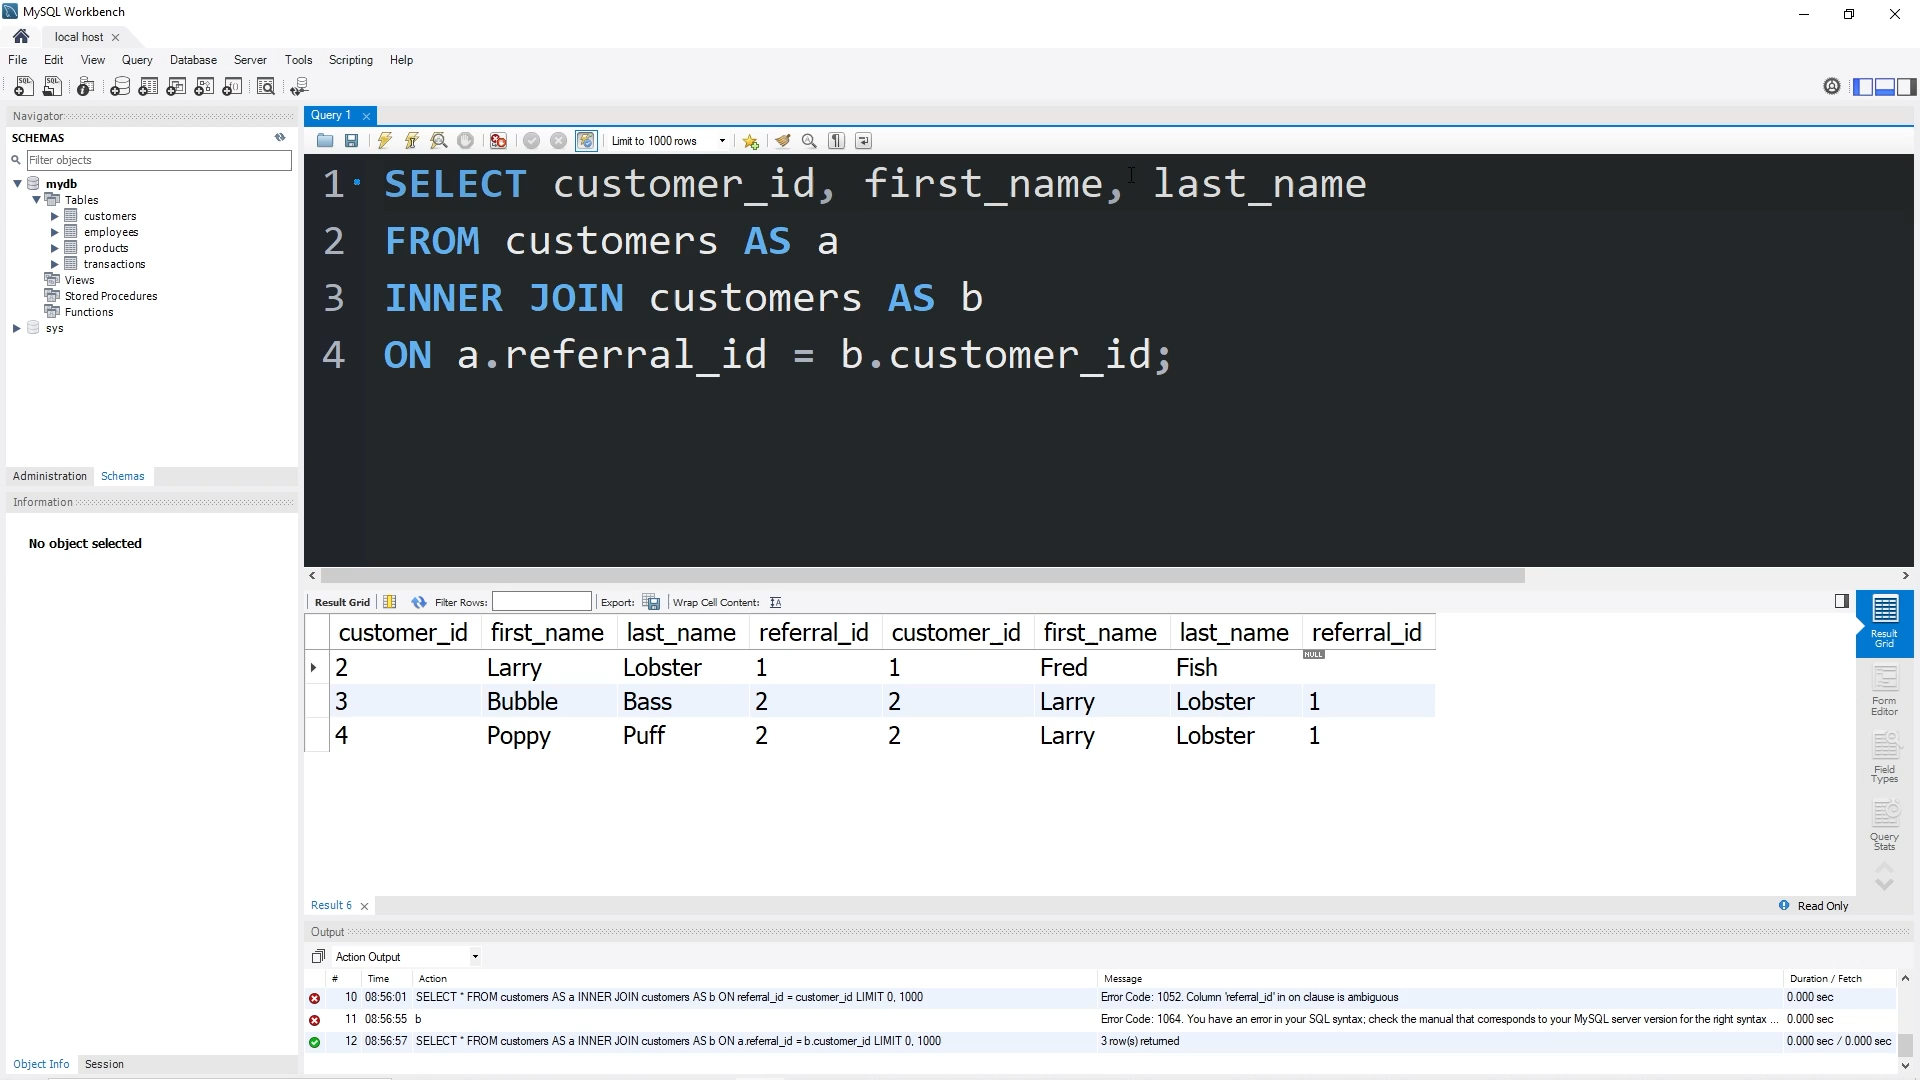 MySQL Workbench
local host
File Edit View Query Database Server Tools Scripting Help
Navigator
SCHEMAS
Filter objects
mydb
Tables
customers
employees
products
transactions
Views
Stored Procedures
Functions
sys
Administration Schemas
Information
No object selected
Object Info Session
Query 1
Limit to 1000 rows
1 SELECT customer_id, first_name, last_name
2 FROM customers AS a
3 INNER JOIN customers AS b
4 ON a.referral_id = b.customer_id;
Result Grid Filter Rows: Export: Wrap Cell Content:
customer_id first_name last_name referral_id customer_id first_name last_name referral_id
2 Larry Lobster 1 1 Fred Fish NULL
3 Bubble Bass 2 2 Larry Lobster 1
4 Poppy Puff 2 2 Larry Lobster 1
Result
Grid
Form
Editor
Field
Types
Query
Stats
Result 6
Read Only
Output
Action Output
# Time Action Message Duration / Fetch
10 08:56:01 SELECT * FROM customers AS a INNER JOIN customers AS b ON referral_id = customer_id LIMIT 0, 1000 Error Code: 1052. Column 'referral_id' in on clause is ambiguous 0.000 sec
11 08:56:55 b Error Code: 1064. You have an error in your SQL syntax; check the manual that corresponds to your MySQL server version for the right syntax ... 0.000 sec
12 08:56:57 SELECT * FROM customers AS a INNER JOIN customers AS b ON a.referral_id = b.customer_id LIMIT 0, 1000 3 row(s) returned 0.000 sec / 0.000 sec